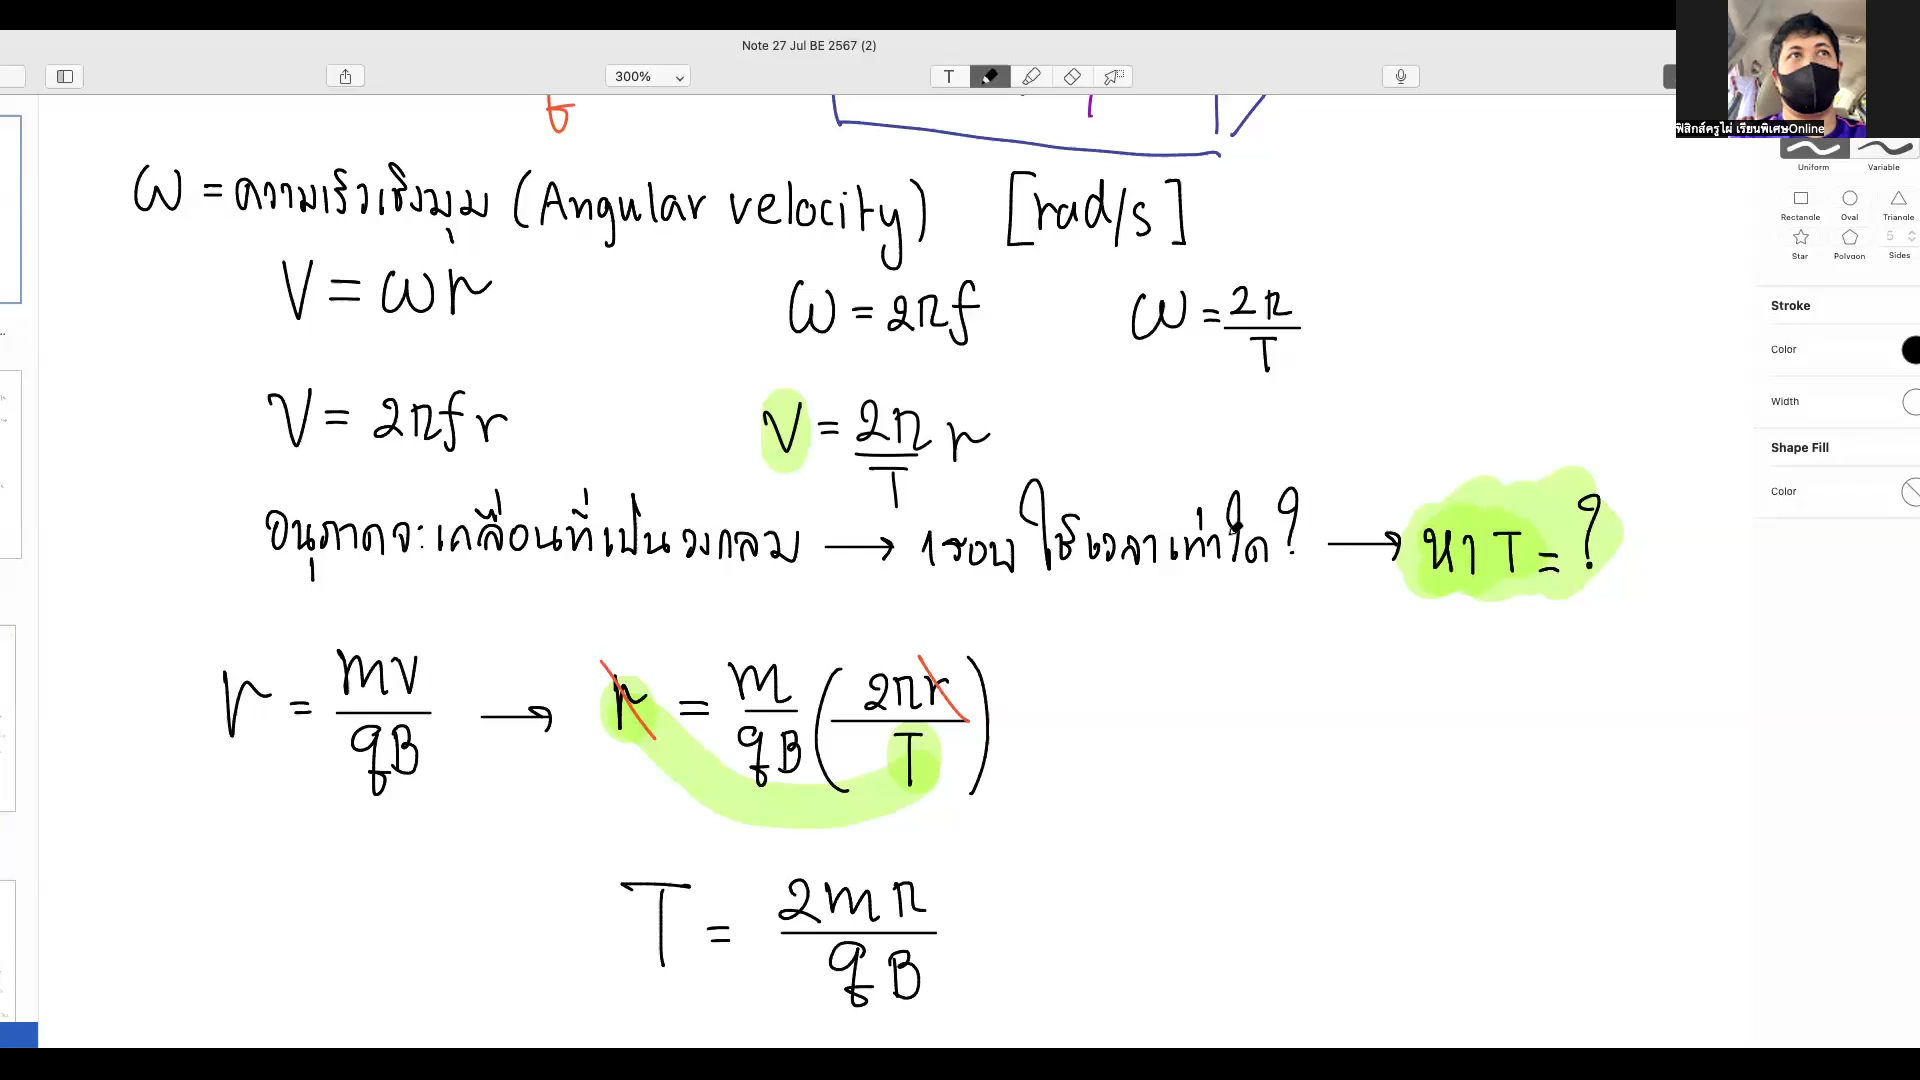 Note 27 Jul BE 2567 (2)
300%
T
ฟิสิกส์ครูไผ่ เรียนพิเศษOnline
ω = ความเร็วเชิงมุม (Angular velocity) [rad/s]
V = ωr
ω = 2πf
ω = 2π/T
V = 2πfr
V = 2π/T r
อนุภาคจะเคลื่อนที่เป็นวงกลม → 1 รอบ ใช้เวลาเท่าใด? → หา T = ?
r = mv/qB → r = m/qB (2πr/T)
T = 2mπ/qB
Uniform
Variable
Rectangle
Oval
Triangle
Star
Polygon
5
Sides
Stroke
Color
Width
Shape Fill
Color